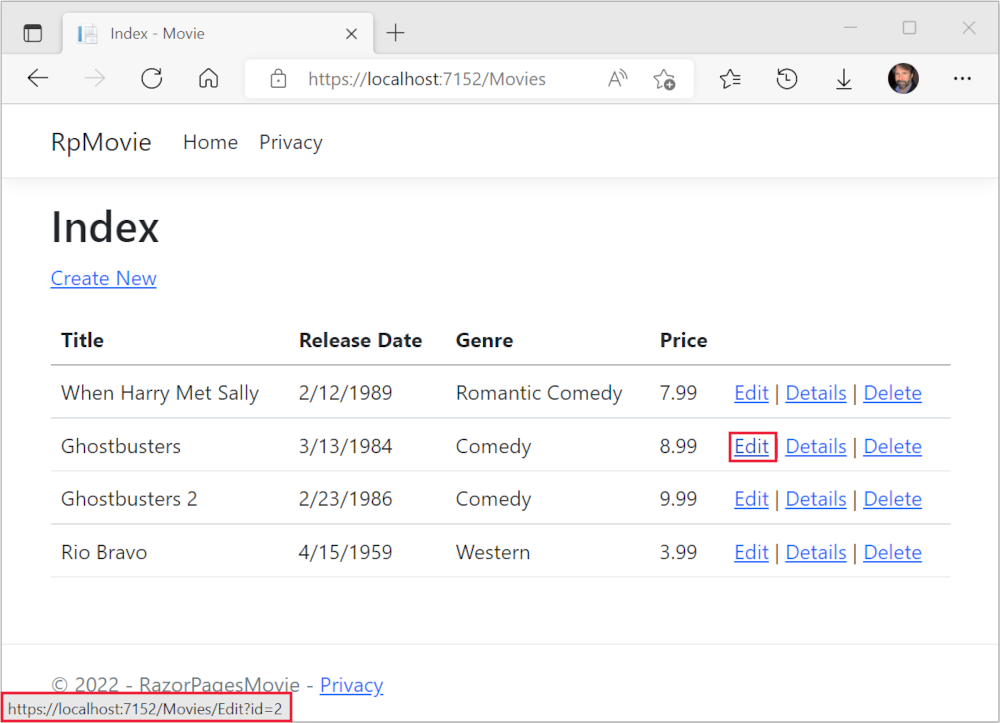 Index - Movie
https://localhost:7152/Movies
RpMovie Home Privacy
Index
Create New
Title Release Date Genre Price
When Harry Met Sally 2/12/1989 Romantic Comedy 7.99 Edit | Details | Delete
Ghostbusters 3/13/1984 Comedy 8.99 Edit | Details | Delete
Ghostbusters 2 2/23/1986 Comedy 9.99 Edit | Details | Delete
Rio Bravo 4/15/1959 Western 3.99 Edit | Details | Delete
© 2022 - RazorPagesMovie - Privacy
https://localhost:7152/Movies/Edit?id=2